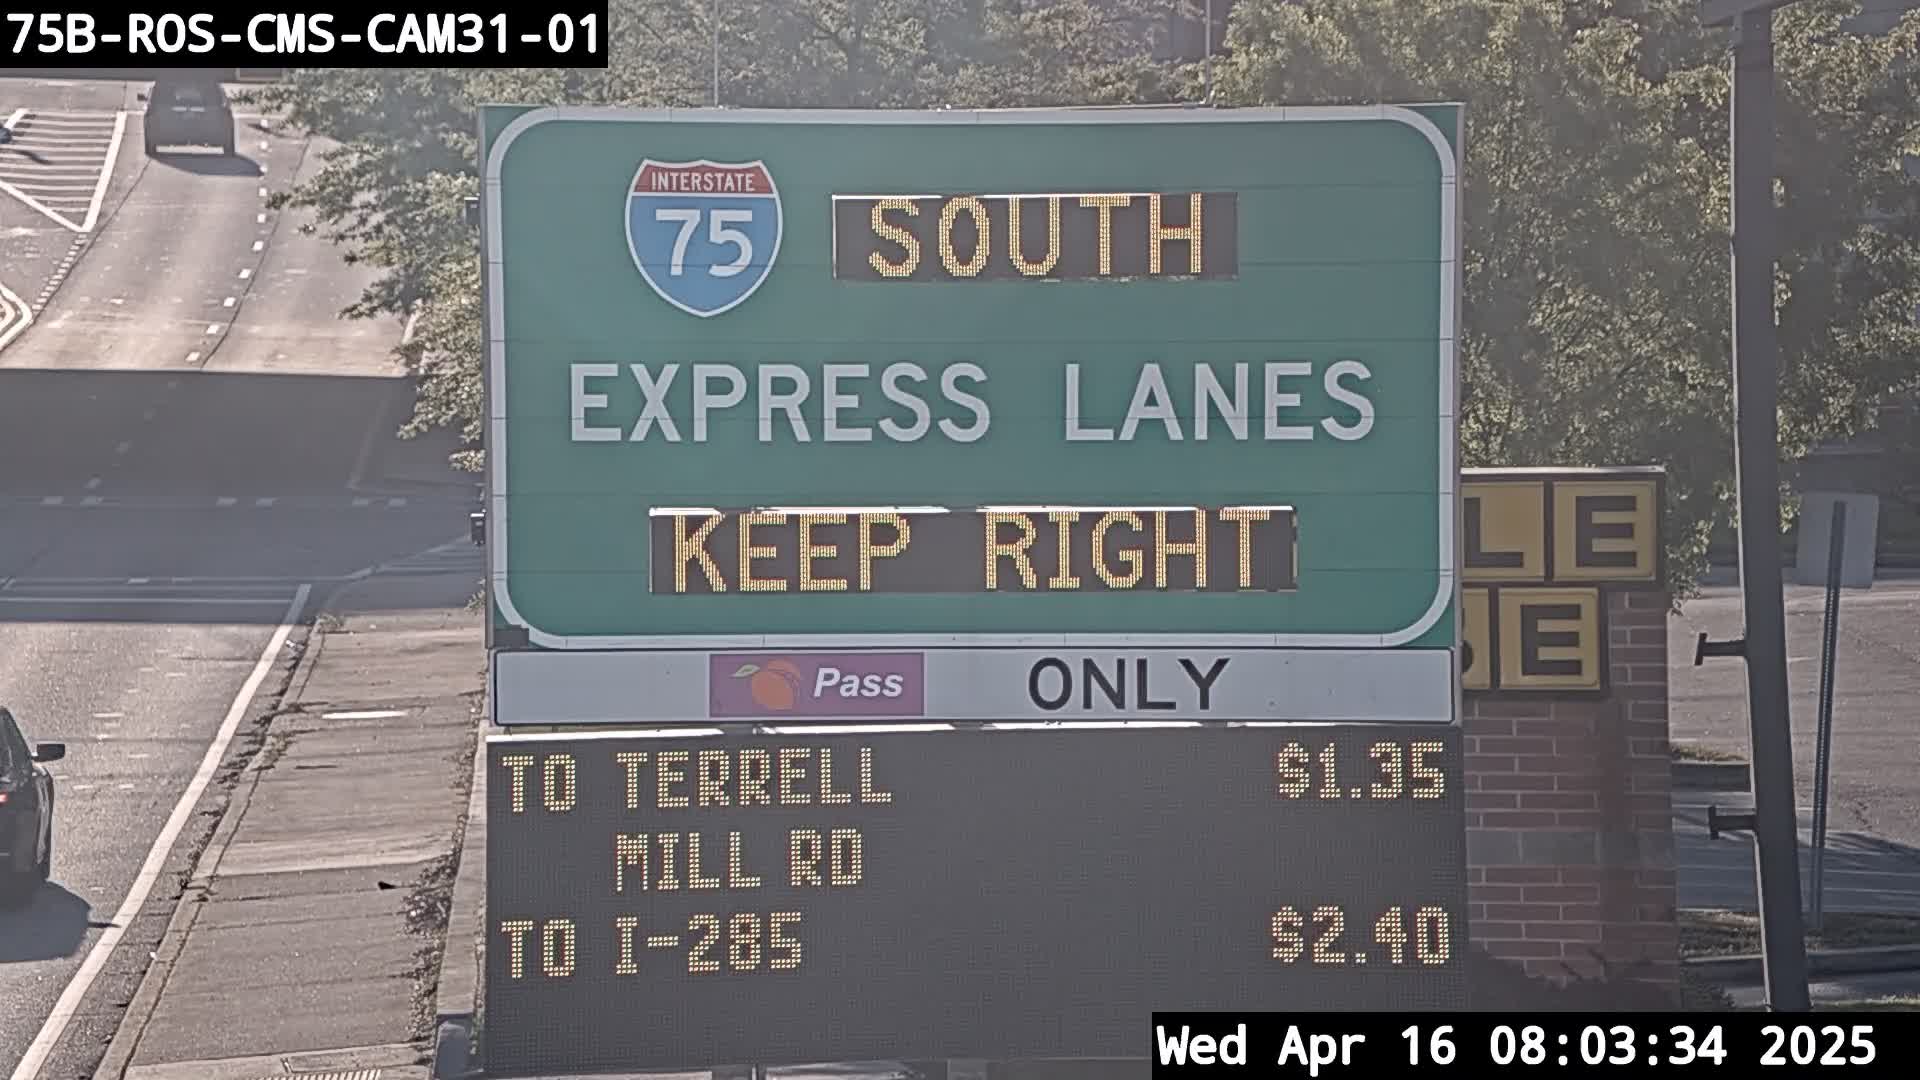 75B-ROS-CMS-CAM31-01
INTERSTATE
75
SOUTH
EXPRESS LANES
KEEP RIGHT
Pass ONLY
TO TERRELL $1.35
MILL RD
TO I-285 $2.40
LE
E
Wed Apr 16 08:03:34 2025